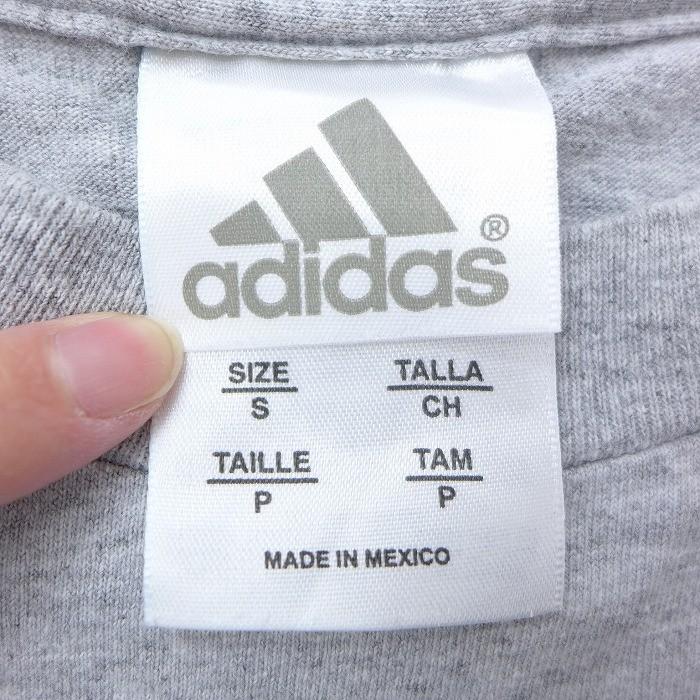 adidas®
SIZE TALLA
S CH
TAILLE TAM
P P
MADE IN MEXICO